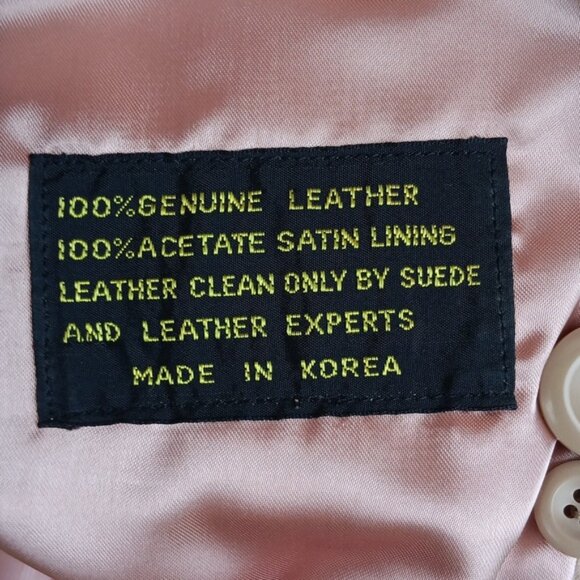 100% GENUINE LEATHER
100% ACETATE SATIN LINING
LEATHER CLEAN ONLY BY SUEDE
AND LEATHER EXPERTS
MADE IN KOREA